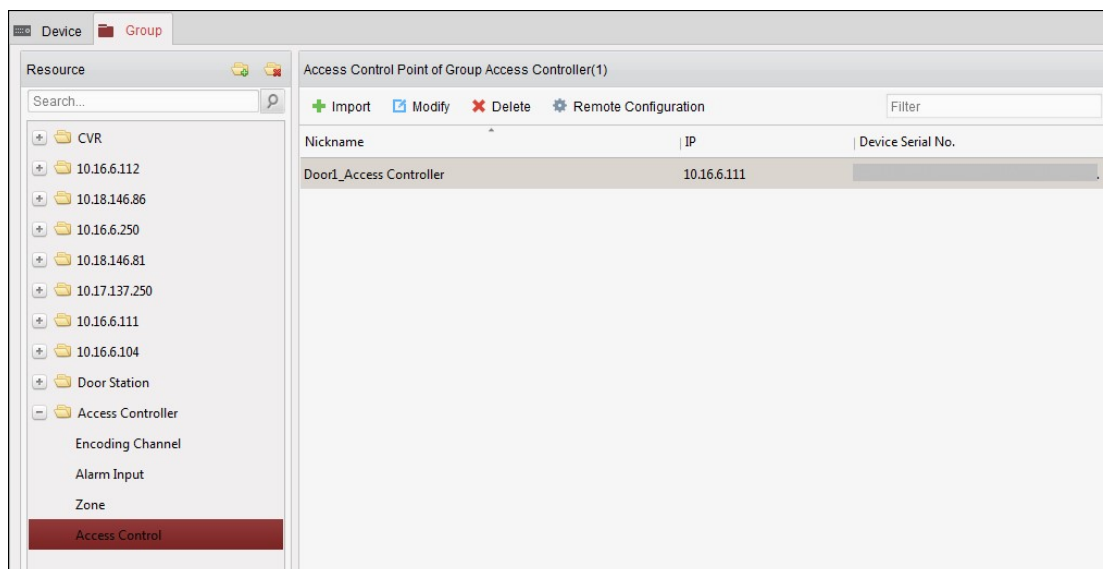 Device Group
Resource
Search...
CVR
10.16.6.112
10.18.146.86
10.16.6.250
10.18.146.81
10.17.137.250
10.16.6.111
10.16.6.104
Door Station
Access Controller
Encoding Channel
Alarm Input
Zone
Access Control
Access Control Point of Group Access Controller(1)
Import Modify Delete Remote Configuration Filter
Nickname IP Device Serial No.
Door1_Access Controller 10.16.6.111